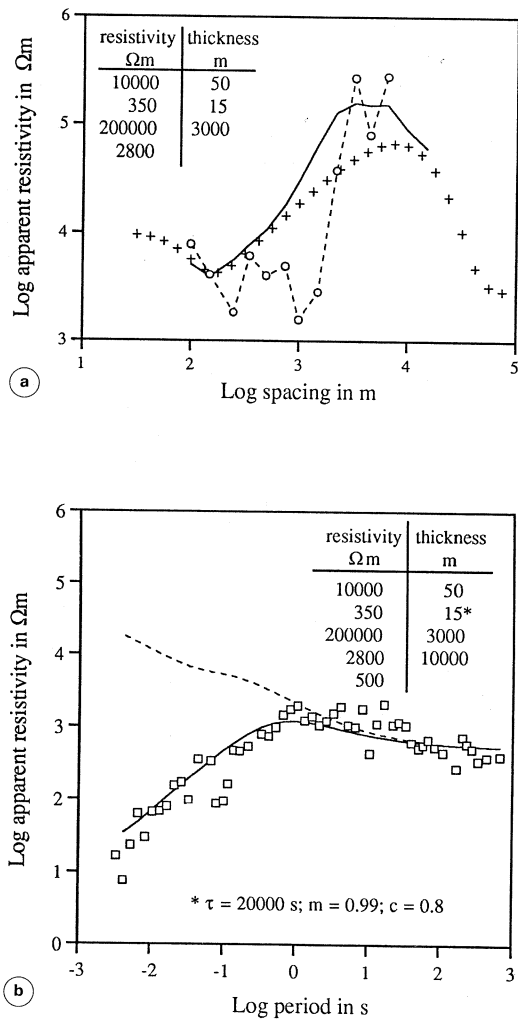 6
5
4
3
Log apparent resistivity in Ωm
resistivity thickness
Ωm m
10000 50
350 15
200000 3000
2800
1 2 3 4 5
Log spacing in m
a
6
5
4
3
2
1
0
Log apparent resistivity in Ωm
resistivity thickness
Ωm m
10000 50
350 15*
200000 3000
2800 10000
500
* τ = 20000 s; m = 0.99; c = 0.8
-3 -2 -1 0 1 2 3
Log period in s
b